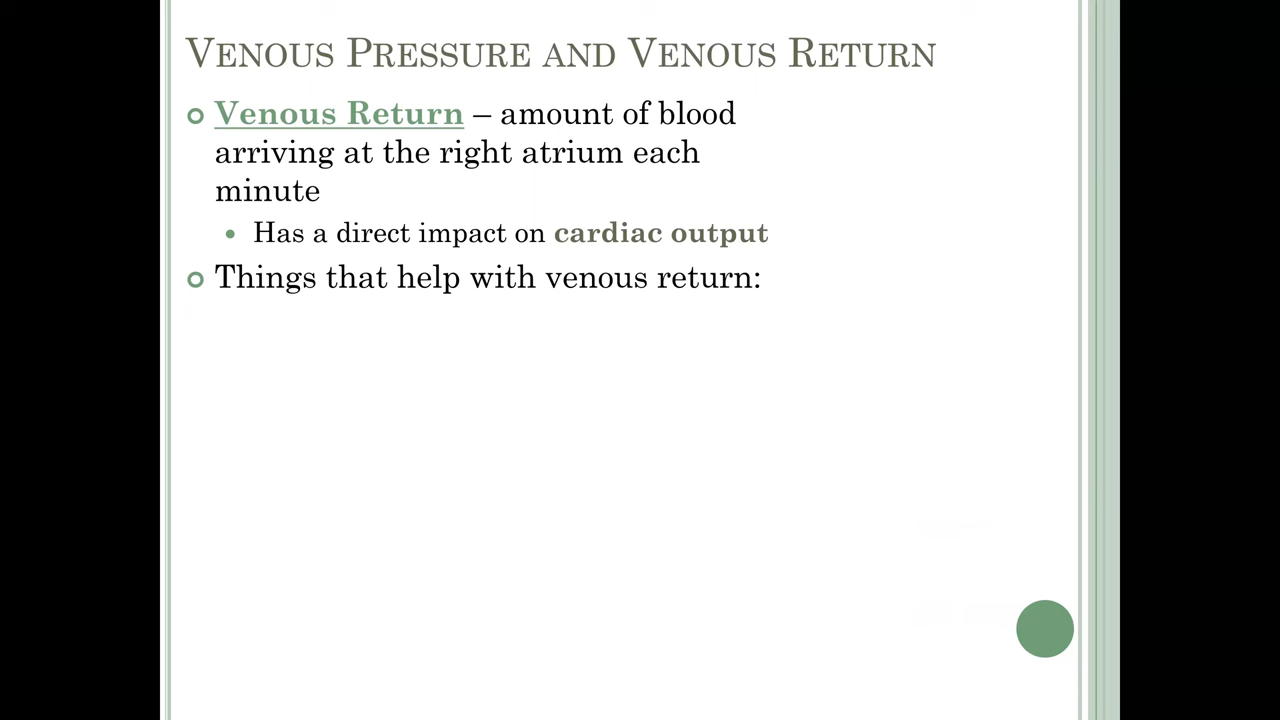 Venous Pressure and Venous Return
Venous Return – amount of blood
arriving at the right atrium each
minute
Has a direct impact on cardiac output
Things that help with venous return: